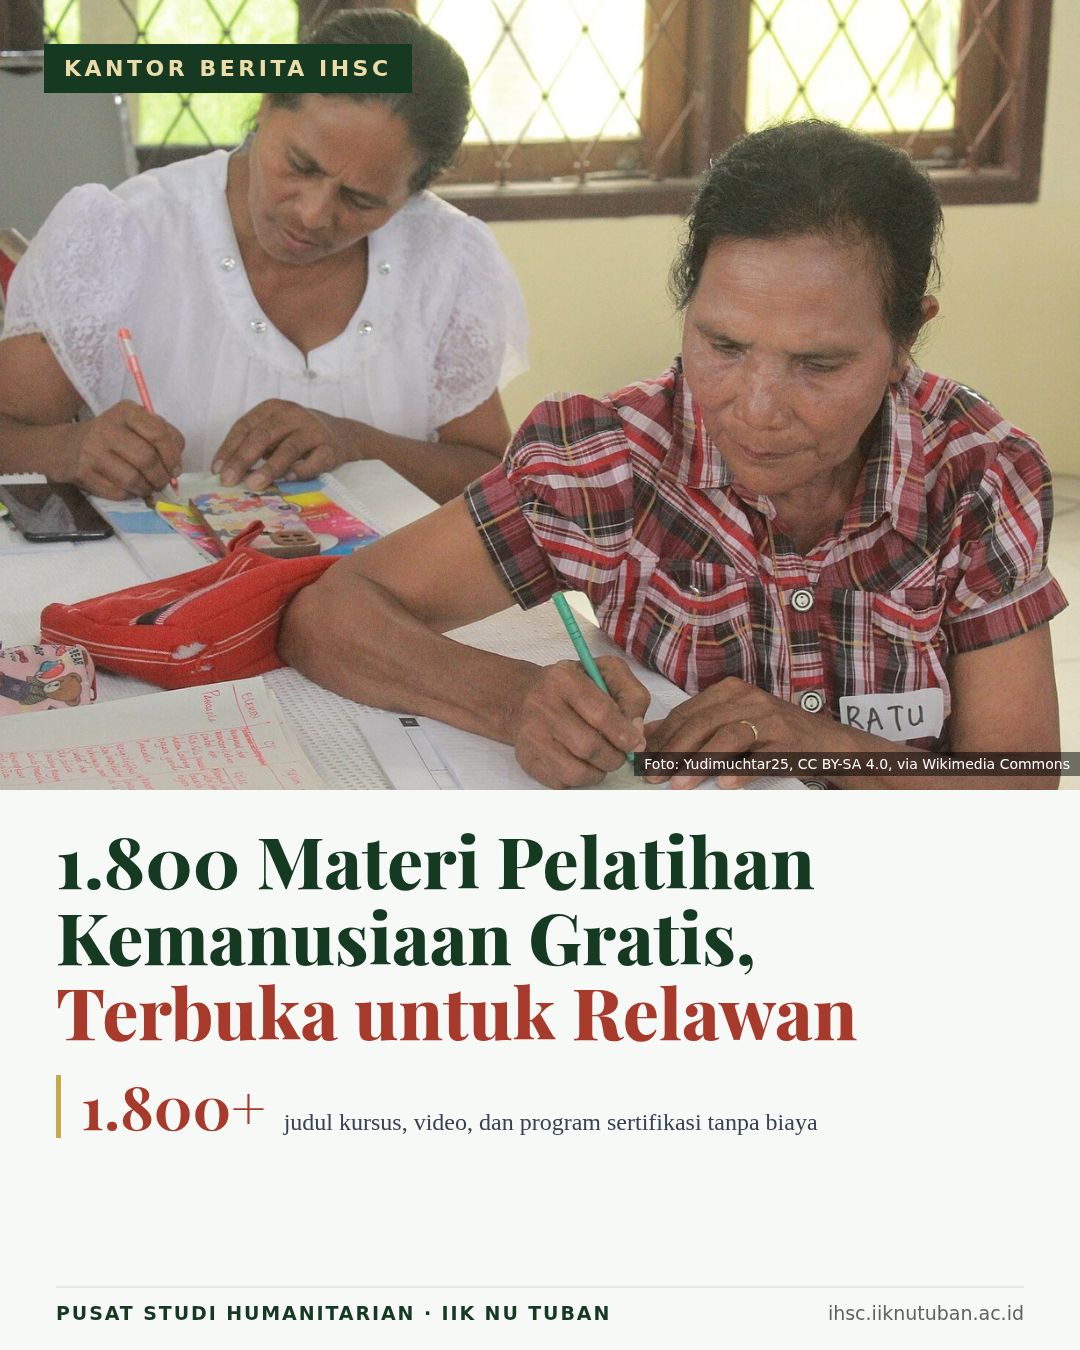 KANTOR BERITA IHSC
RATU
Foto: Yudimuchtar25, CC BY-SA 4.0, via Wikimedia Commons
1.800 Materi Pelatihan
Kemanusiaan Gratis,
Terbuka untuk Relawan
1.800+ judul kursus, video, dan program sertifikasi tanpa biaya
PUSAT STUDI HUMANITARIAN · IIK NU TUBAN
ihsc.iiknutuban.ac.id